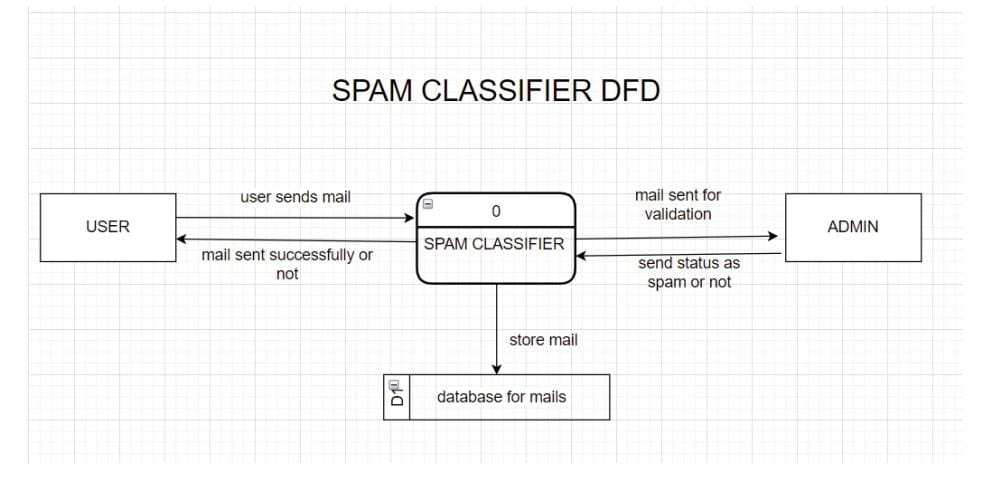 SPAM CLASSIFIER DFD
USER
user sends mail
mail sent successfully or
not
0
SPAM CLASSIFIER
mail sent for
validation
send status as
spam or not
ADMIN
store mail
D1
database for mails